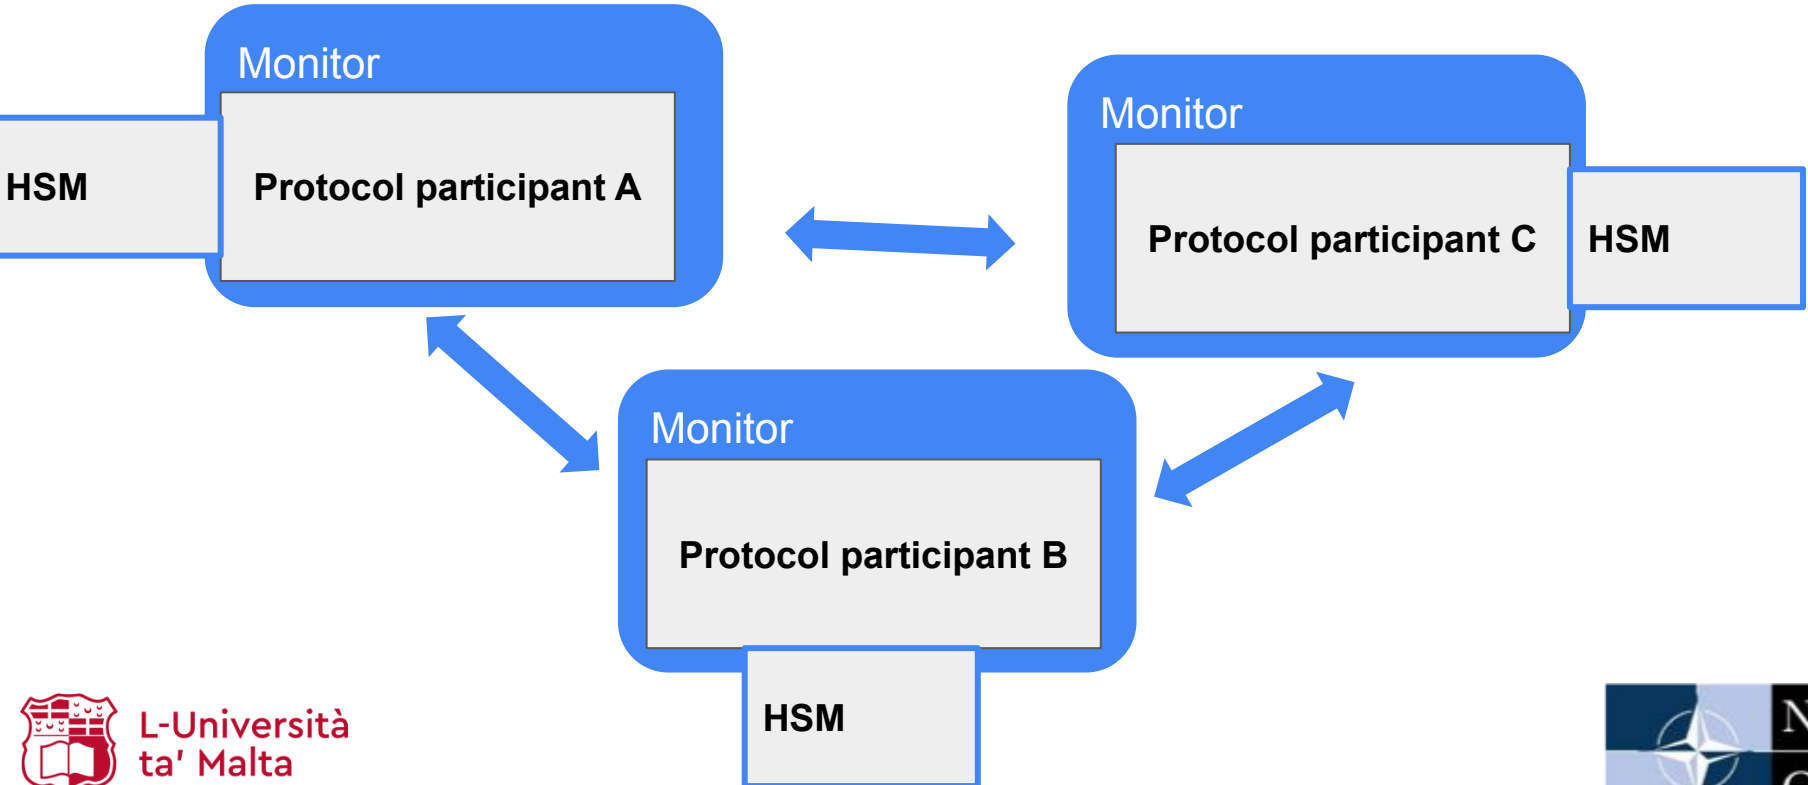 Monitor
HSM
Protocol participant A
Monitor
Protocol participant C
HSM
Monitor
Protocol participant B
HSM
L-Università
ta' Malta
N